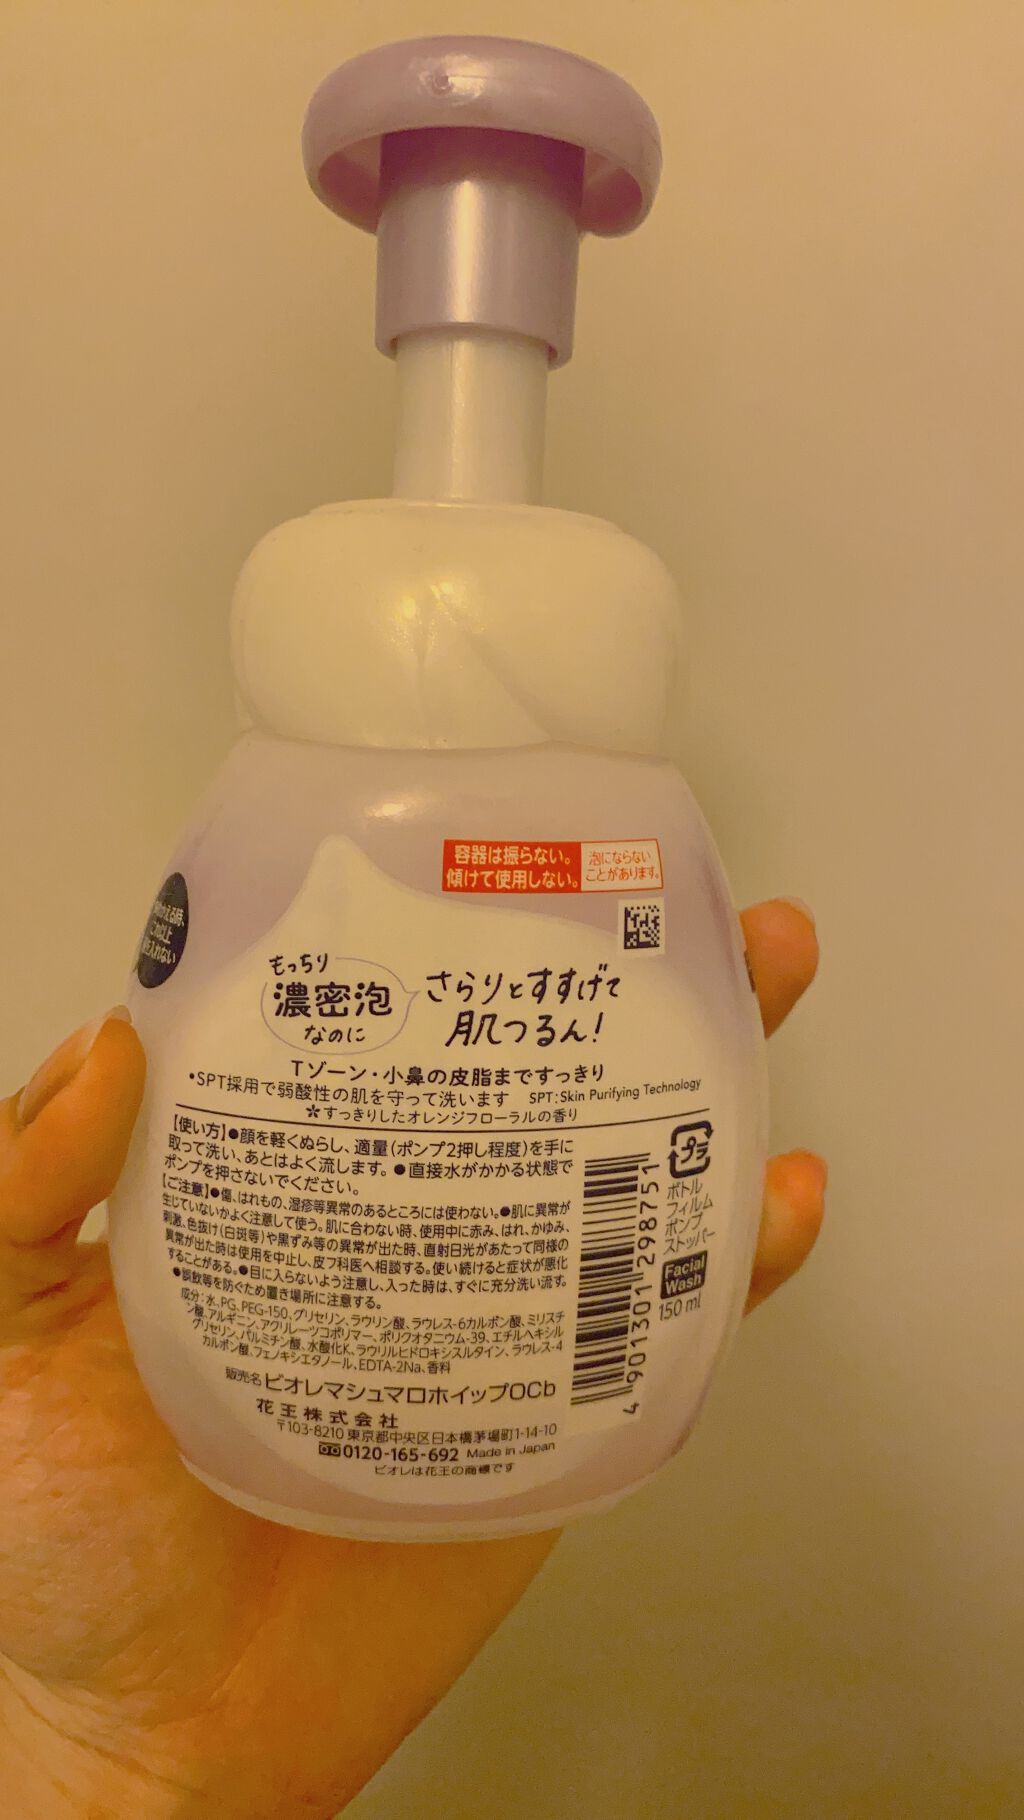 容器は振らない。
傾けて使用しない。
泡にならない
ことがあります。
かえる時、
これ以上
を入れない
もっちり
濃密泡
なのに
さらりとすすげて
肌つるん!
Tゾーン・小鼻の皮脂まですっきり
•SPT採用で弱酸性の肌を守って洗います SPT:Skin Purifying Technology
✲すっきりしたオレンジフローラルの香り
【使い方】●顔を軽くぬらし、適量(ポンプ2押し程度)を手に
取って洗い、あとはよく流します。●直接水がかかる状態で
ポンプを押さないでください。
【ご注意】●傷、はれもの、湿疹等異常のあるところには使わない。●肌に異常が
生じていないかよく注意して使う。肌に合わない時、使用中に赤み、はれ、かゆみ、
刺激、色抜け(白斑等)や黒ずみ等の異常が出た時、直射日光があたって同様の
異常が出た時は使用を中止し、皮フ科医へ相談する。使い続けると症状が悪化
することがある。●目に入らないよう注意し、入った時は、すぐに充分洗い流す。
●誤飲等を防ぐため置き場所に注意する。
成分:水、PG、PEG-150、グリセリン、ラウリン酸、ラウレス-6カルボン酸、ミリスチ
ン酸、アルギニン、アクリレーツコポリマー、ポリクオタニウム-39、エチルヘキシル
グリセリン、パルミチン酸、水酸化K、ラウリルヒドロキシスルタイン、ラウレス-4
カルボン酸、フェノキシエタノール、EDTA-2Na、香料
販売名 ビオレマシュマロホイップOCb
花王株式会社
〒103-8210 東京都中央区日本橋茅場町1-14-10
0120-165-692 Made in Japan
ビオレは花王の商標です
4 901301 298751
プラ
ボトル
フィルム
ポンプ
ストッパー
Facial
Wash
150ml